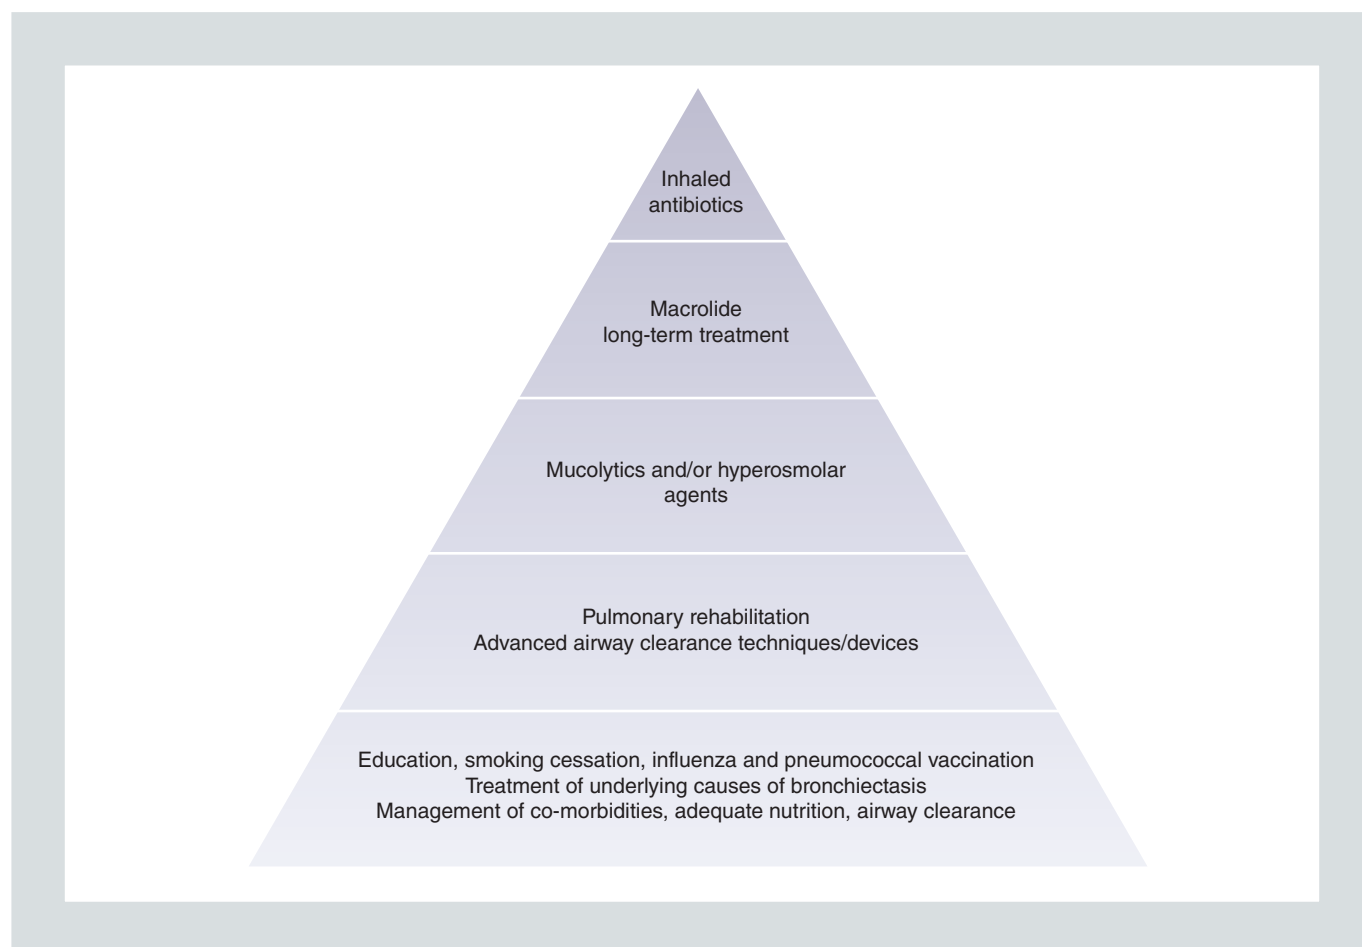 Inhaled
antibiotics
Macrolide
long-term treatment
Mucolytics and/or hyperosmolar
agents
Pulmonary rehabilitation
Advanced airway clearance techniques/devices
Education, smoking cessation, influenza and pneumococcal vaccination
Treatment of underlying causes of bronchiectasis
Management of co-morbidities, adequate nutrition, airway clearance